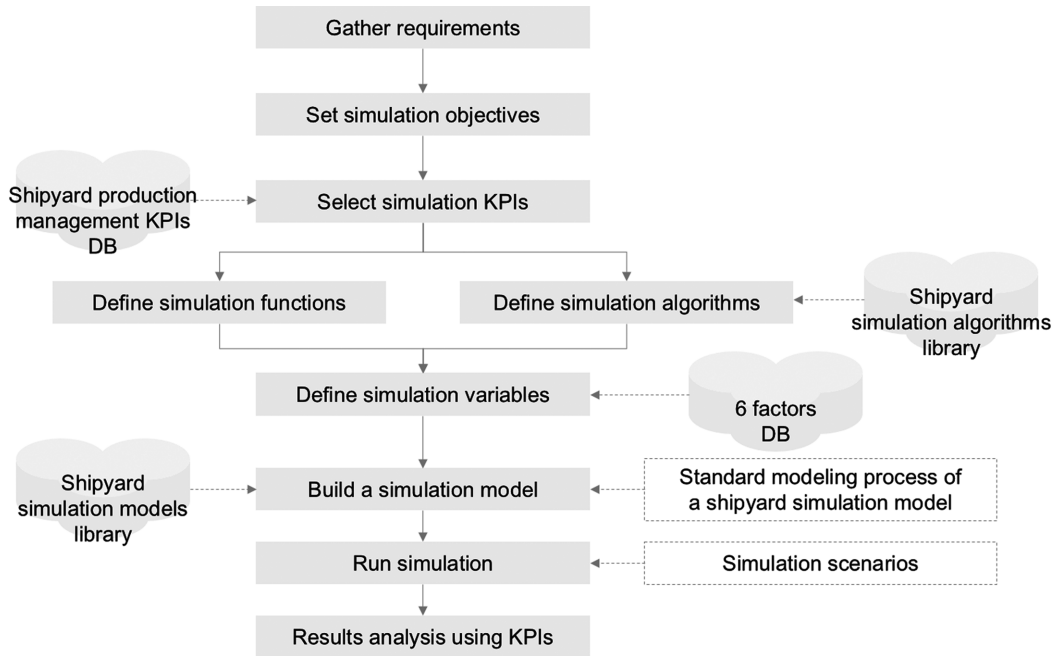 Gather requirements
Set simulation objectives
Shipyard production
management KPIs
DB
Select simulation KPIs
Define simulation functions
Define simulation algorithms
Shipyard
simulation algorithms
library
Define simulation variables
6 factors
DB
Shipyard
simulation models
library
Build a simulation model
Standard modeling process of
a shipyard simulation model
Run simulation
Simulation scenarios
Results analysis using KPIs